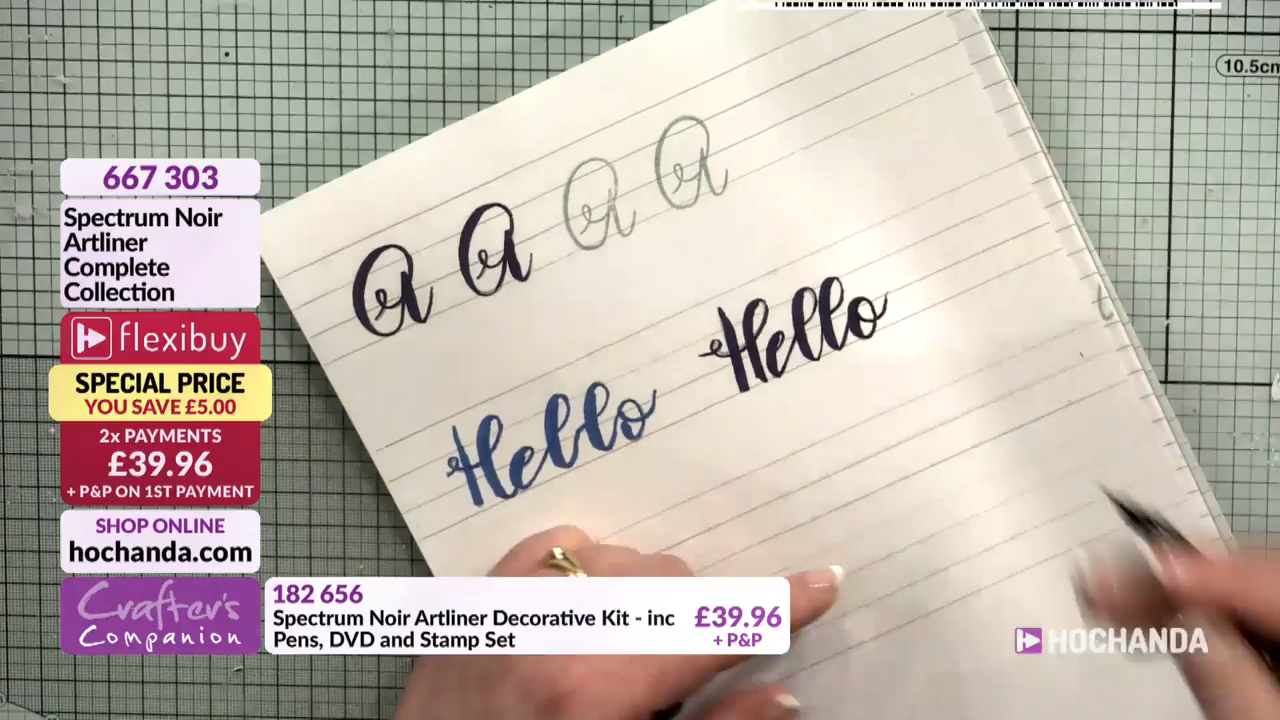 10.5cm
667 303
Spectrum Noir
Artliner
Complete
Collection
flexibuy
SPECIAL PRICE
YOU SAVE £5.00
2x PAYMENTS
£39.96
+ P&P ON 1ST PAYMENT
SHOP ONLINE
hochanda.com
Crafter's
Companion
182 656
Spectrum Noir Artliner Decorative Kit - inc
Pens, DVD and Stamp Set
£39.96
+ P&P
HOCHANDA
a a a a
Hello Hello
t